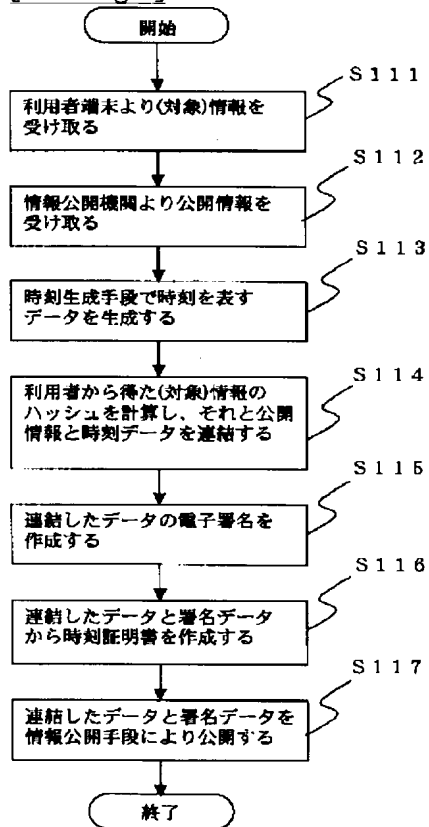 開始
S111
利用者端末より(対象)情報を
受け取る
S112
情報公開機関より公開情報を
受け取る
S113
時刻生成手段で時刻を表す
データを生成する
S114
利用者から得た(対象)情報の
ハッシュを計算し、それと公開
情報と時刻データを連結する
S115
連結したデータの電子署名を
作成する
S116
連結したデータと署名データ
から時刻証明書を作成する
S117
連結したデータと署名データを
情報公開手段により公開する
終了